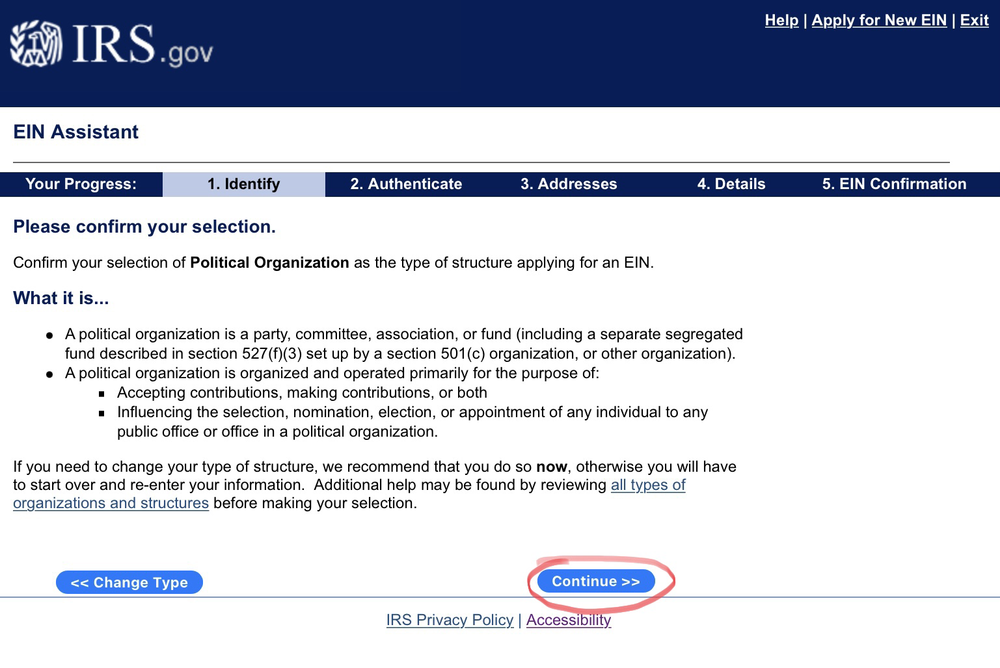 IRS.gov
Help | Apply for New EIN | Exit
EIN Assistant
Your Progress: 1. Identify 2. Authenticate 3. Addresses 4. Details 5. EIN Confirmation
Please confirm your selection.
Confirm your selection of Political Organization as the type of structure applying for an EIN.
What it is...
● A political organization is a party, committee, association, or fund (including a separate segregated
fund described in section 527(f)(3) set up by a section 501(c) organization, or other organization).
● A political organization is organized and operated primarily for the purpose of:
■ Accepting contributions, making contributions, or both
■ Influencing the selection, nomination, election, or appointment of any individual to any
public office or office in a political organization.
If you need to change your type of structure, we recommend that you do so now, otherwise you will have
to start over and re-enter your information.  Additional help may be found by reviewing all types of
organizations and structures before making your selection.
<< Change Type Continue >>
IRS Privacy Policy | Accessibility